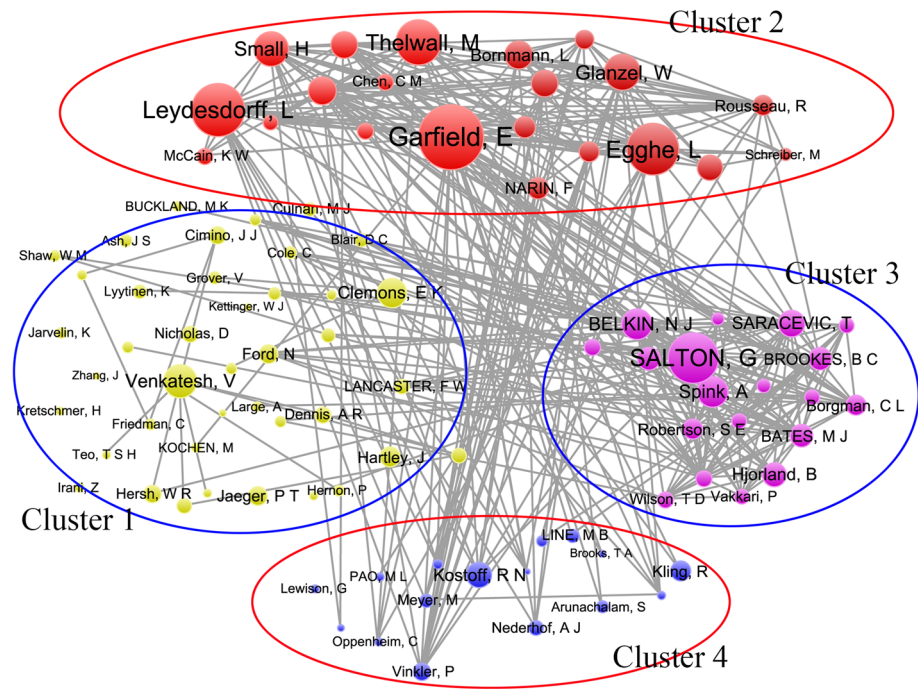 Cluster 2
Small, H
Thelwall, M
Bornmann, L
Glanzel, W
Chen, C M
Leydesdorff, L
Rousseau, R
Garfield, E
Egghe, L
McCain, K W
Schreiber, M
NARIN, F
BUCKLAND, M K
Culnan, M J
Ash, J S
Cimino, J J
Blair, D C
Shaw, W M
Cole, C
Grover, V
Lyytinen, K
Clemons, E K
Kettinger, W J
Jarvelin, K
Nicholas, D
Ford, N
Zhang, J
Venkatesh, V
LANCASTER, F W
Kretschmer, H
Large, A
Dennis, A R
Friedman, C
KOCHEN, M
Teo, T S H
Hartley, J
Irani, Z
Hersh, W R
Jaeger, P T
Hernon, P
Cluster 1
Cluster 3
BELKIN, N J
SARACEVIC, T
SALTON, G
BROOKES, B C
Spink, A
Borgman, C L
Robertson, S E
BATES, M J
Hjorland, B
Wilson, T D
Vakkari, P
LINE, M B
Brooks, T A
PAO, M L
Kostoff, R N
Kling, R
Lewison, G
Meyer, M
Arunachalam, S
Nederhof, A J
Oppenheim, C
Vinkler, P
Cluster 4